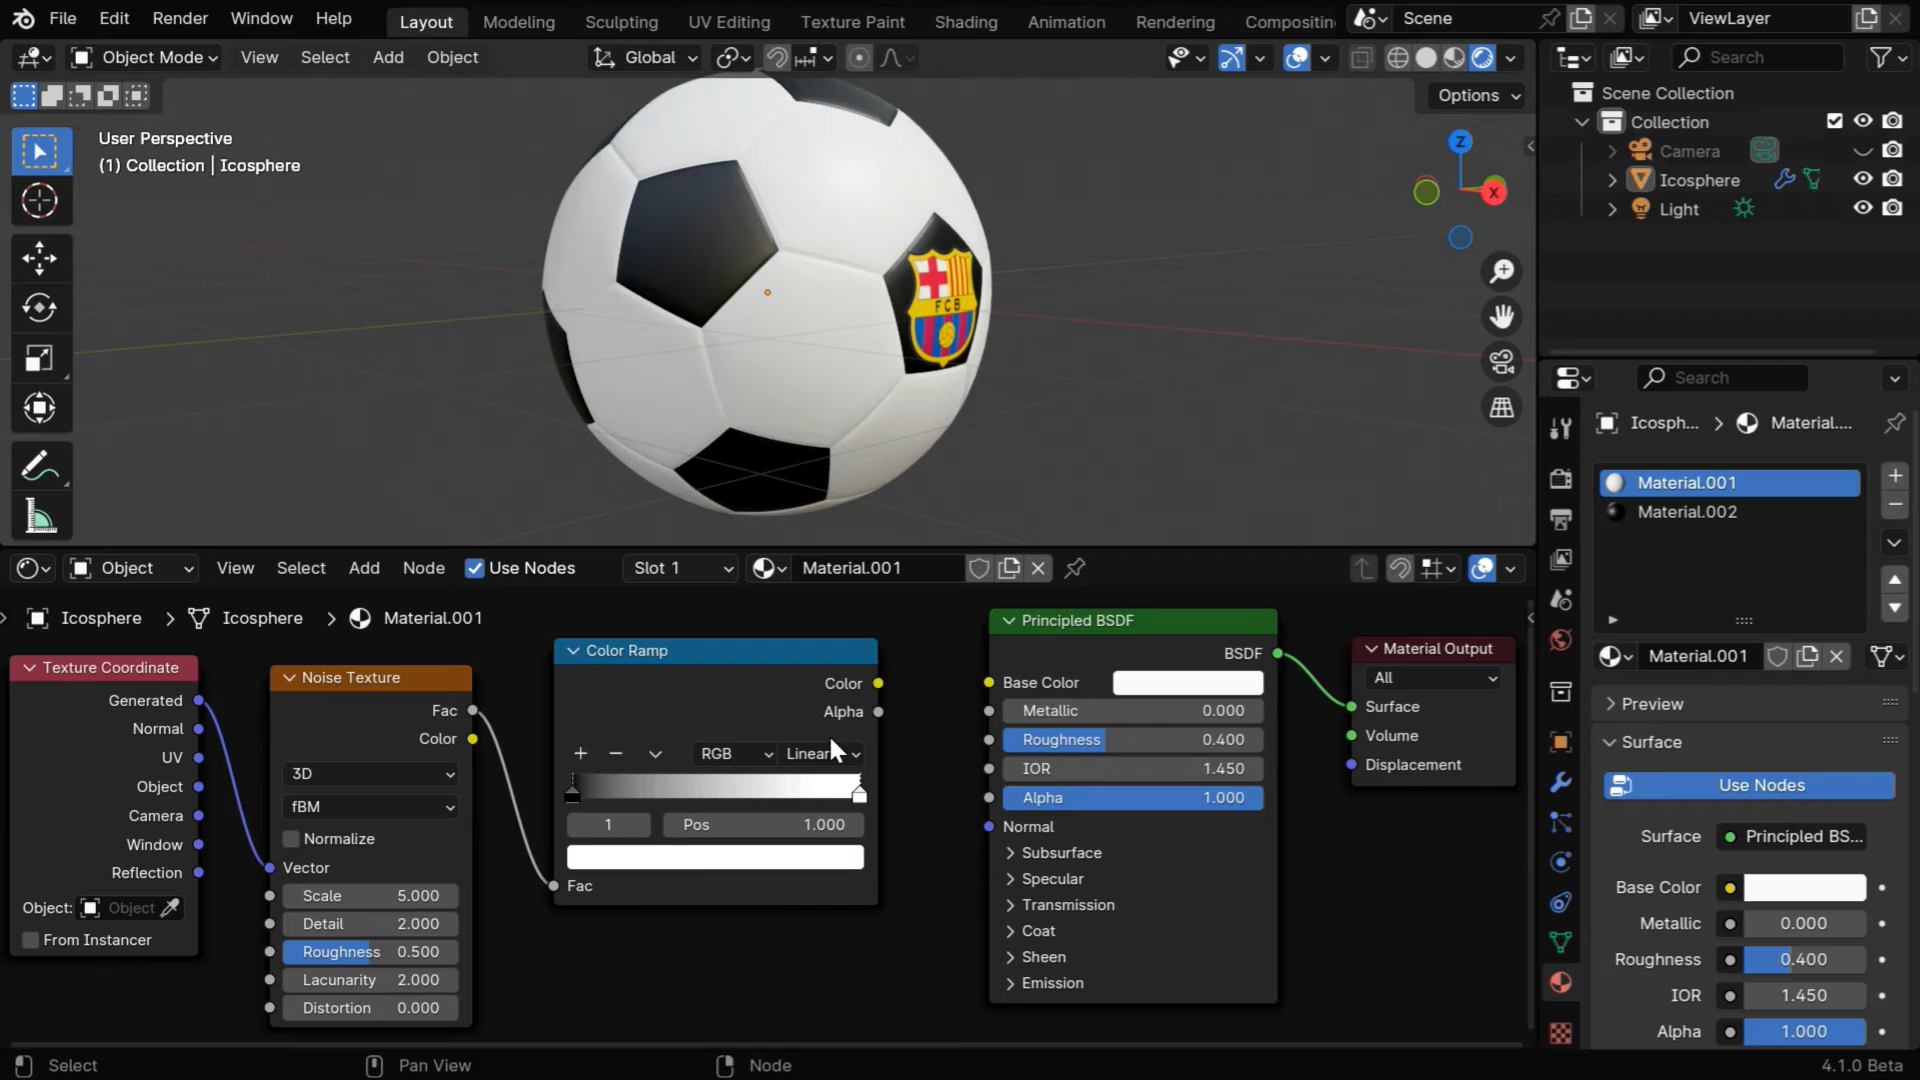 File Edit Render Window Help Layout Modeling Sculpting UV Editing Texture Paint Shading Animation Rendering Compositin Scene ViewLayer
Object Mode View Select Add Object Global Search
Options
User Perspective
(1) Collection | Icosphere
Z
X
FCB
Scene Collection
Collection
Camera
Icosphere
Light
Search
Icosph... Material....
Material.001
Material.002
Material.001
Preview
Surface
Use Nodes
Surface Principled BS...
Base Color
Metallic 0.000
Roughness 0.400
IOR 1.450
Alpha 1.000
Object View Select Add Node Use Nodes Slot 1 Material.001
Icosphere Icosphere Material.001
Texture Coordinate
Generated
Normal
UV
Object
Camera
Window
Reflection
Object: Object
From Instancer
Noise Texture
Fac
Color
3D
fBM
Normalize
Vector
Scale 5.000
Detail 2.000
Roughness 0.500
Lacunarity 2.000
Distortion 0.000
Color Ramp
Color
Alpha
RGB Linear
1 Pos 1.000
Fac
Principled BSDF
BSDF
Base Color
Metallic 0.000
Roughness 0.400
IOR 1.450
Alpha 1.000
Normal
Subsurface
Specular
Transmission
Coat
Sheen
Emission
Material Output
All
Surface
Volume
Displacement
Select Pan View Node 4.1.0 Beta